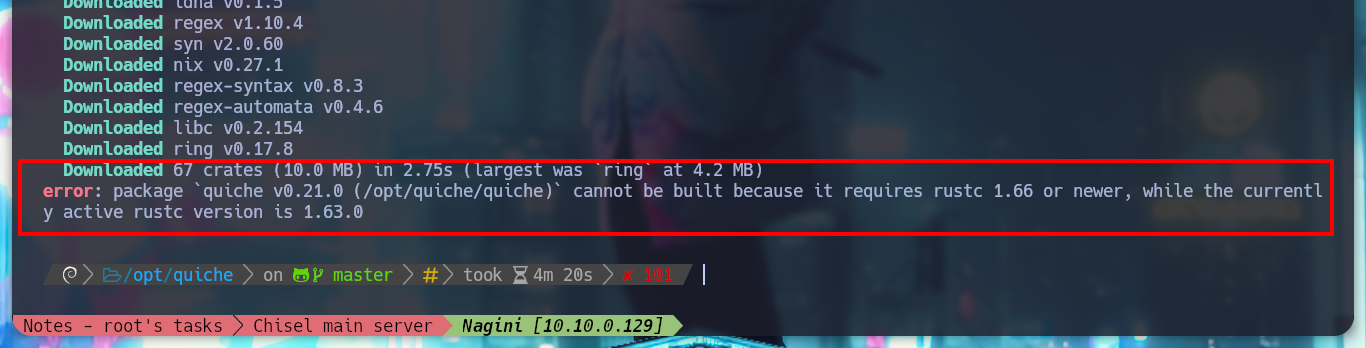 Downloaded idna v0.1.5
Downloaded regex v1.10.4
Downloaded syn v2.0.60
Downloaded nix v0.27.1
Downloaded regex-syntax v0.8.3
Downloaded regex-automata v0.4.6
Downloaded libc v0.2.154
Downloaded ring v0.17.8
Downloaded 67 crates (10.0 MB) in 2.75s (largest was `ring` at 4.2 MB)
error: package `quiche v0.21.0 (/opt/quiche/quiche)` cannot be built because it requires rustc 1.66 or newer, while the currentl
y active rustc version is 1.63.0
/opt/quiche on master # took 4m 20s ✘ 101
Notes - root's tasks Chisel main server Nagini [10.10.0.129]